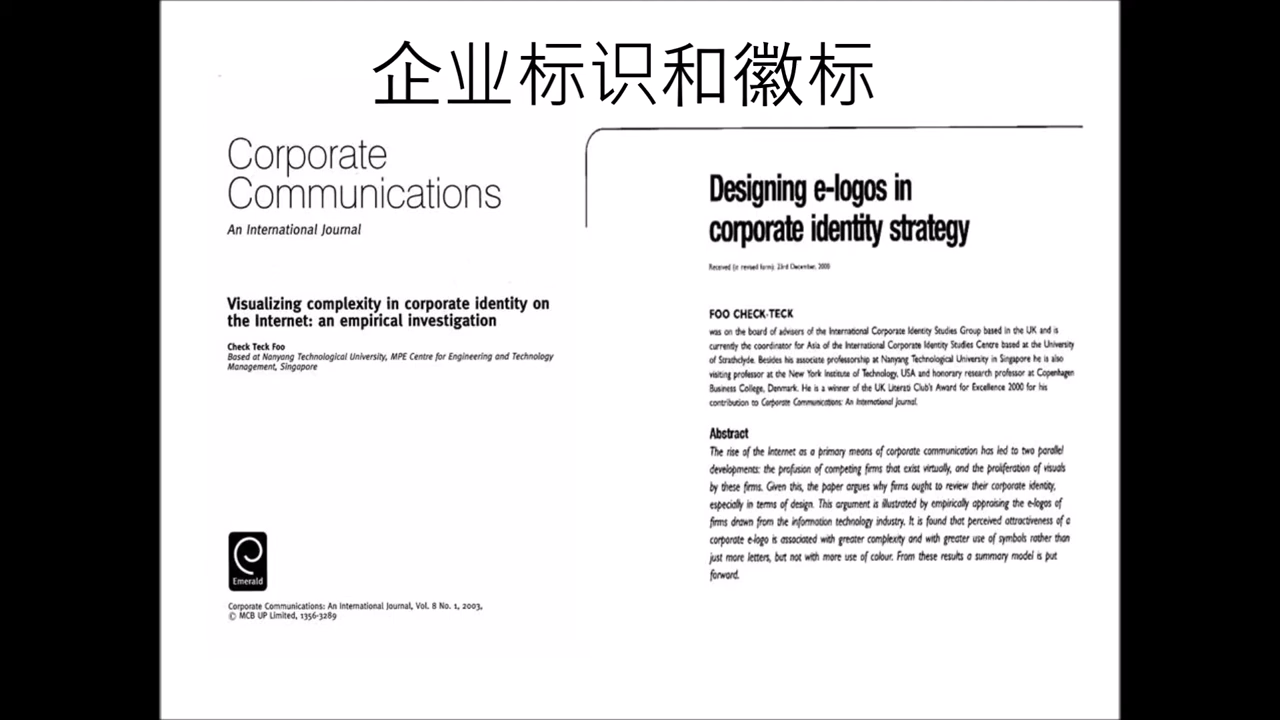 企业标识和徽标
Corporate
Communications
An International Journal
Visualizing complexity in corporate identity on
the Internet: an empirical investigation
Check Teck Foo
Based at Nanyang Technological University, MPE Centre for Engineering and Technology
Management, Singapore
Emerald
Corporate Communications: An International Journal, Vol. 8 No. 1, 2003,
© MCB UP Limited, 1356-3289
Designing e-logos in
corporate identity strategy
Received (in revised form): 23rd December, 2000
FOO CHECK-TECK
was on the board of advisers of the International Corporate Identity Studies Group based in the UK and is
currently the coordinator for Asia of the International Corporate Identity Studies Centre based at the University
of Strathclyde. Besides his associate professorship at Nanyang Technological University in Singapore he is also
visiting professor at the New York Institute of Technology, USA and honorary research professor at Copenhagen
Business College, Denmark. He is a winner of the UK Literati Club's Award for Excellence 2000 for his
contribution to Corporate Communications: An International Journal.
Abstract
The rise of the Internet as a primary means of corporate communication has led to two parallel
developments: the profusion of competing firms that exist virtually, and the proliferation of visuals
by these firms. Given this, the paper argues why firms ought to review their corporate identity,
especially in terms of design. This argument is illustrated by empirically appraising the e-logos of
firms drawn from the information technology industry. It is found that perceived attractiveness of a
corporate e-logo is associated with greater complexity and with greater use of symbols rather than
just more letters, but not with more use of colour. From these results a summary model is put
forward.